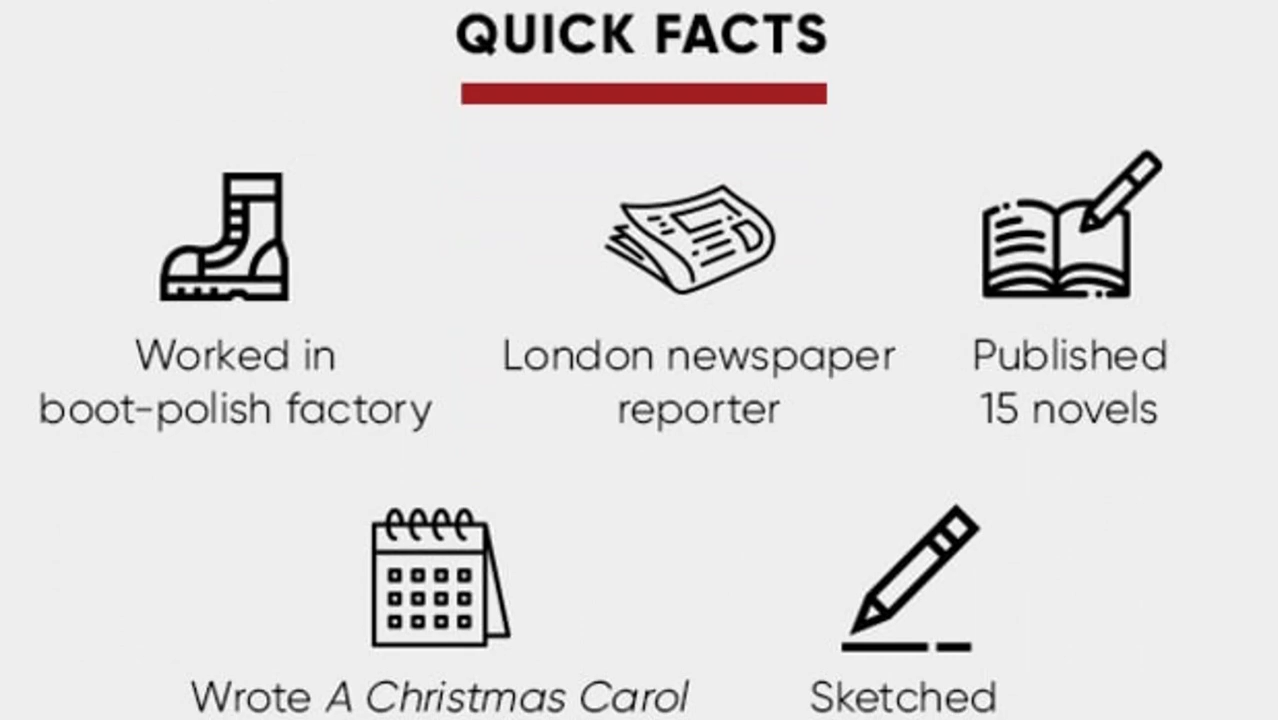 QUICK FACTS
Worked in
boot-polish factory
London newspaper
reporter
Published
15 novels
Wrote A Christmas Carol
Sketched